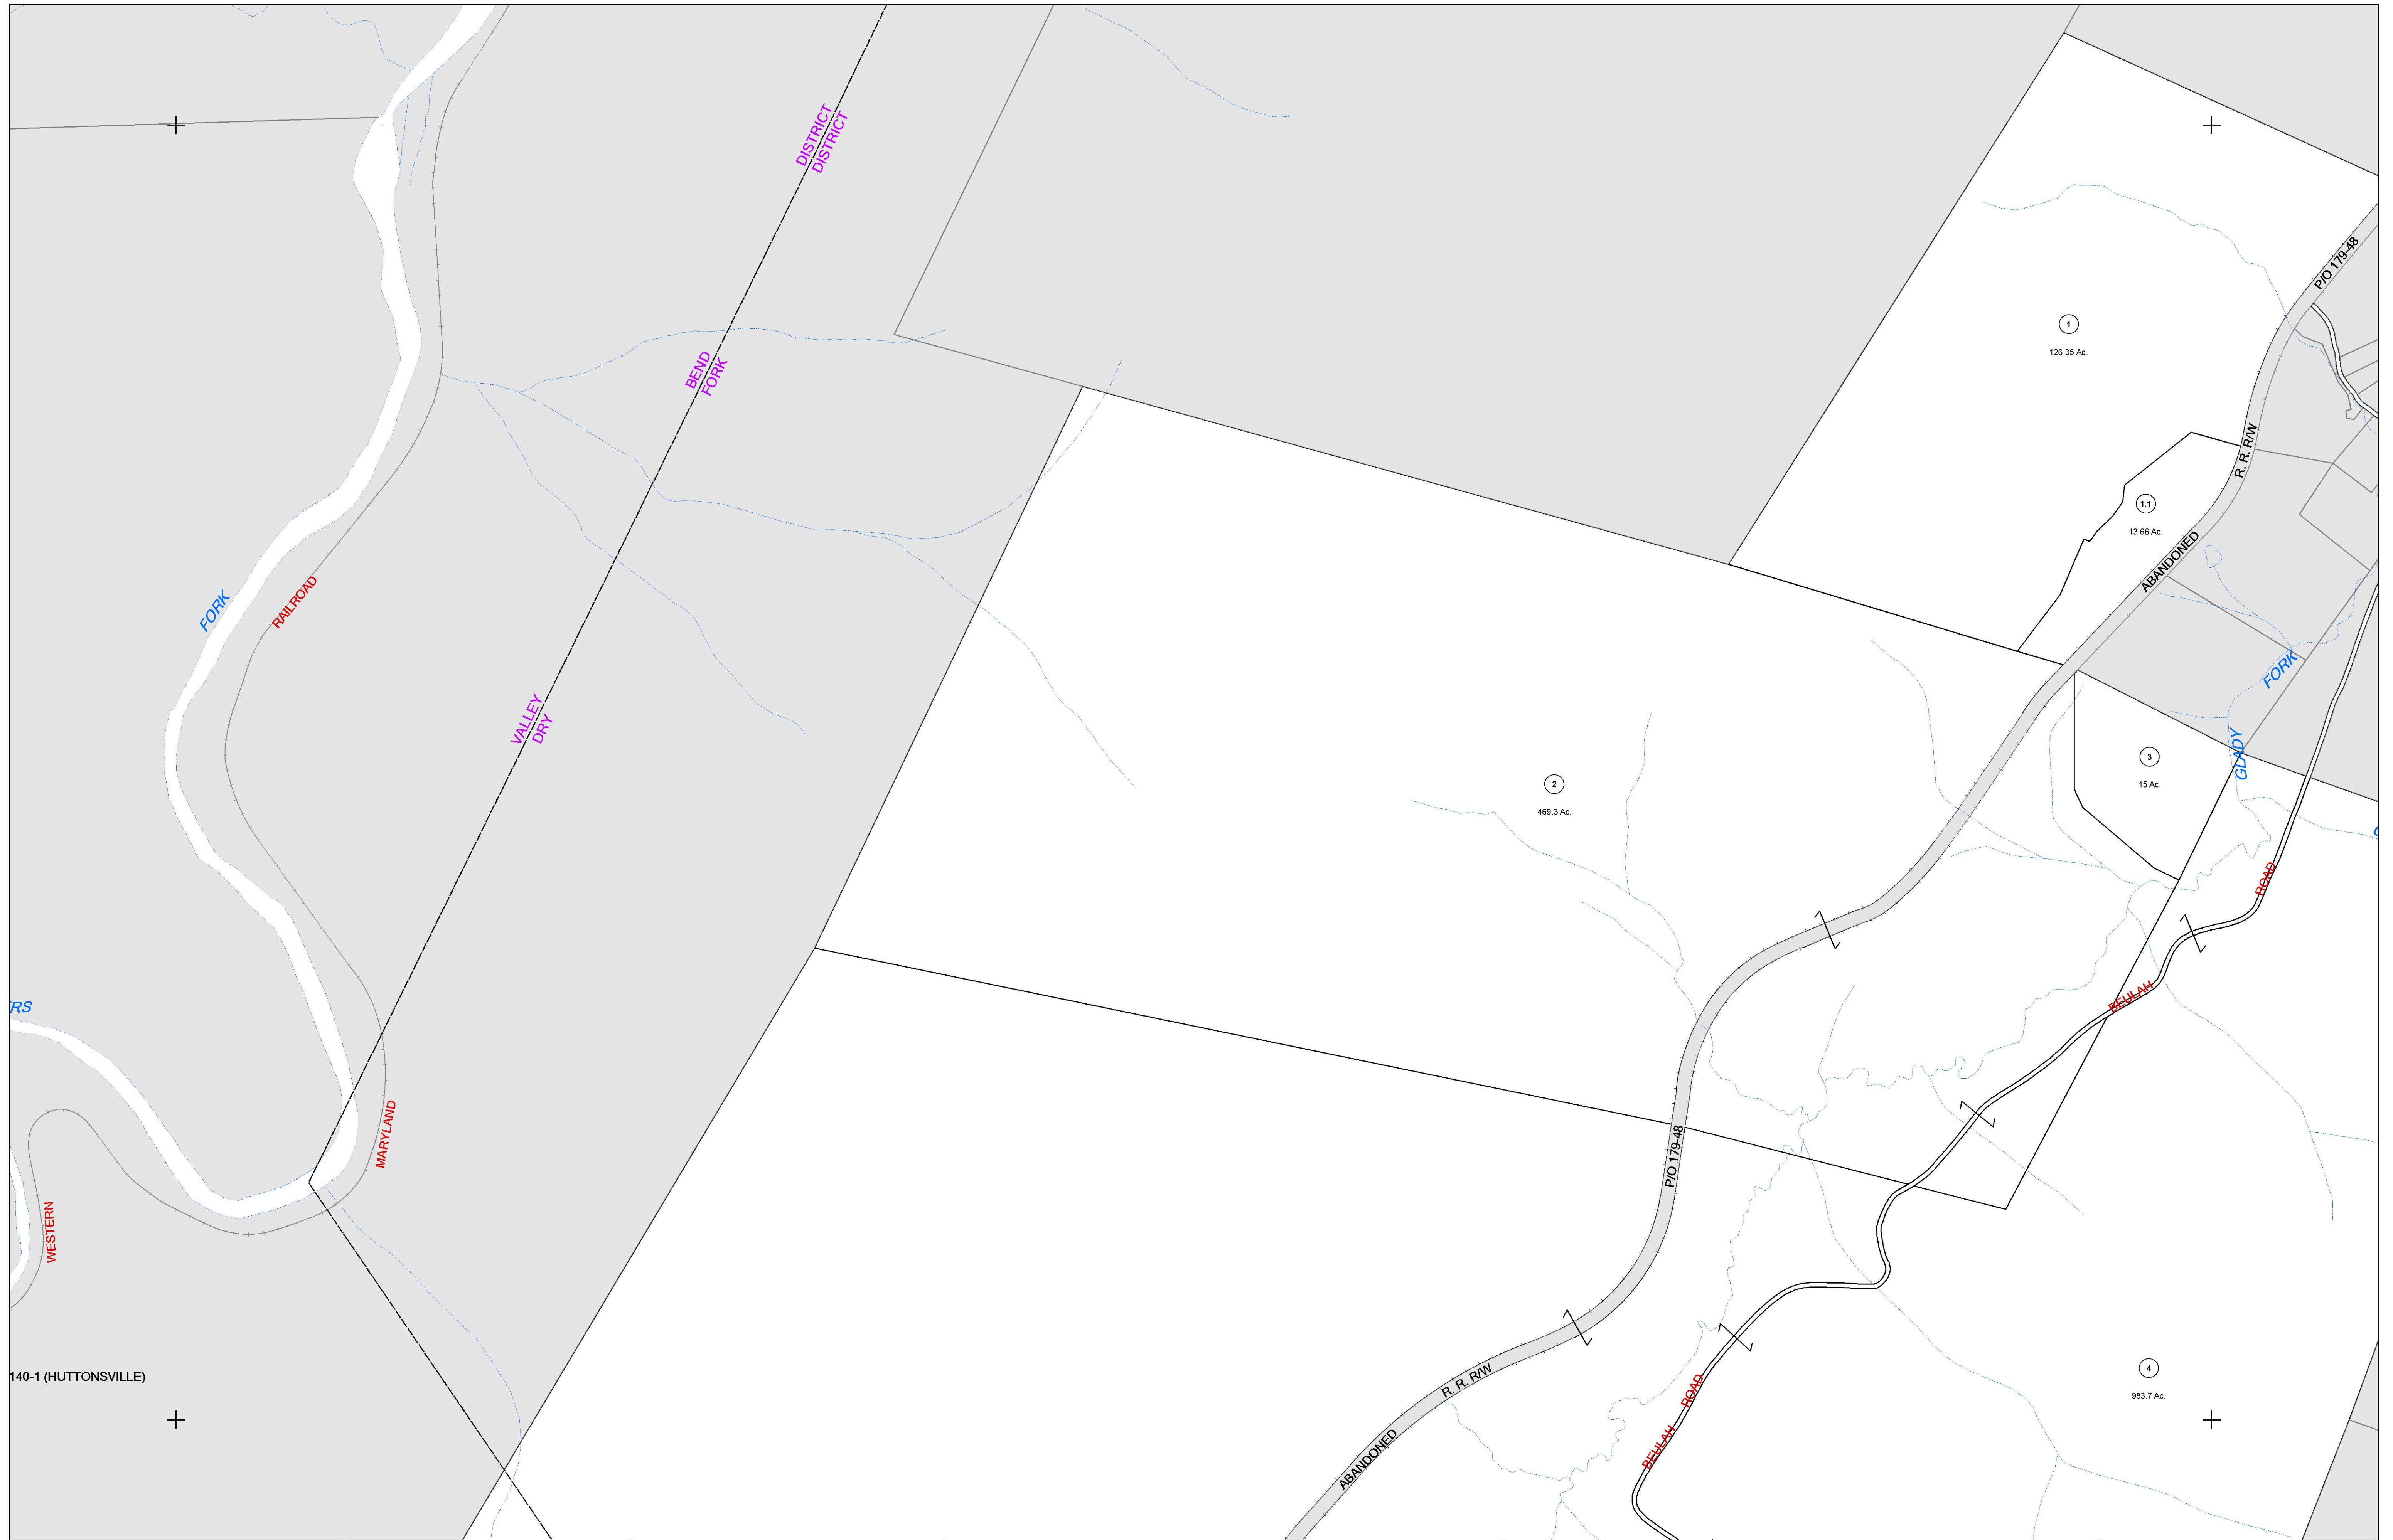 DISTRICT
DISTRICT
BEND
FORK
VALLEY
DRY
FORK
RAILROAD
MARYLAND
WESTERN
140-1 (HUTTONSVILLE)
P/O 179-48
1
126.35 Ac.
R. R. R/W
1.1
13.66 Ac.
ABANDONED
FORK
GLADY
3
15 Ac.
2
469.3 Ac.
ROAD
BEULAH
P/O 179-48
R. R. R/W
ABANDONED
ROAD
BEULAH
4
983.7 Ac.